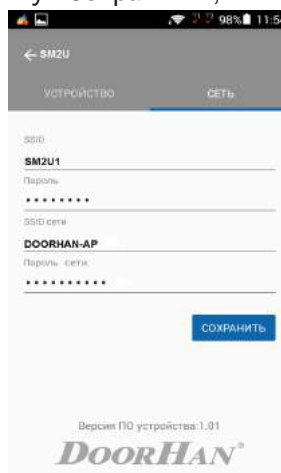 98% 11:54
← SM2U
УСТРОЙСТВО СЕТЬ
SSID
SM2U1
Пароль
••••••••
SSID сети
DOORHAN-AP
Пароль сети
••••••••••
СОХРАНИТЬ
Версия ПО устройства:1.01
DOORHAN®